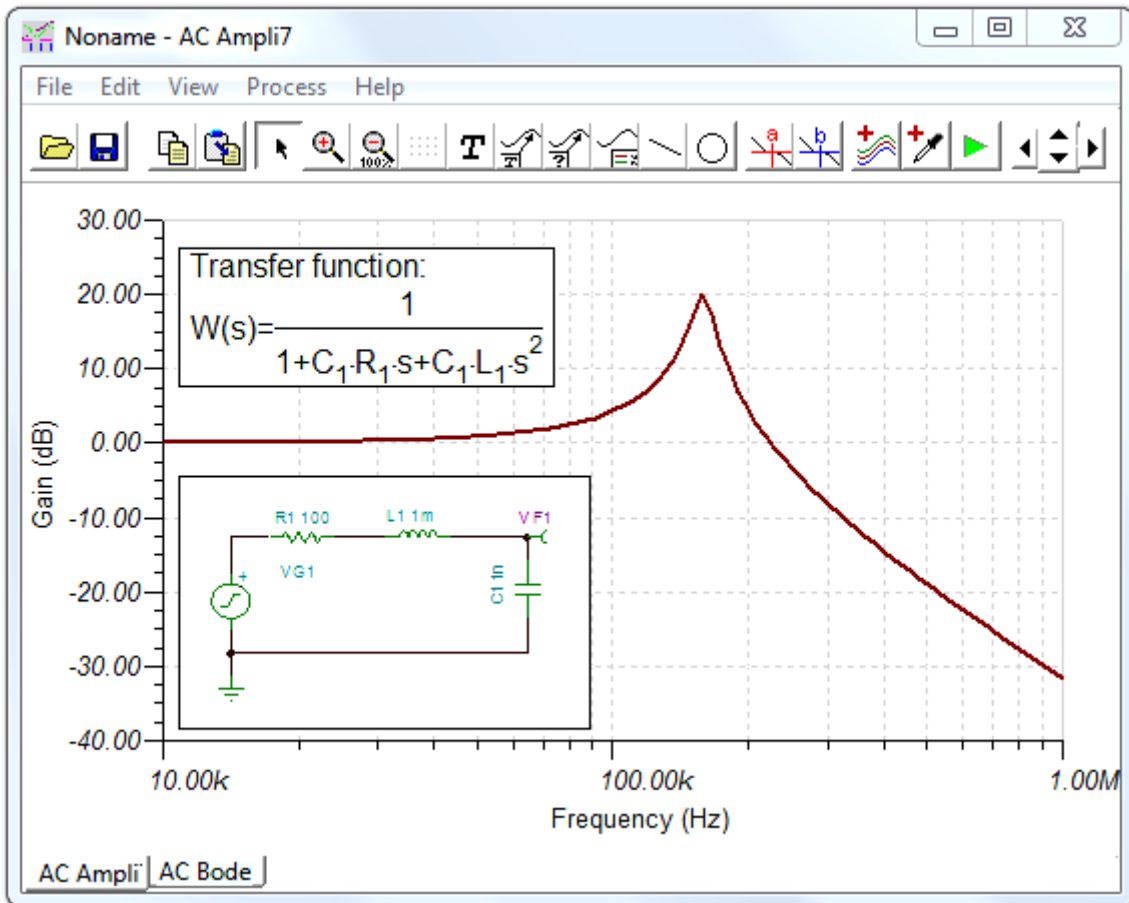 Noname - AC Ampli7
File Edit View Process Help
100%
T
T
?
=x
a
b
30.00
20.00
10.00
0.00
-10.00
-20.00
-30.00
-40.00
Gain (dB)
Transfer function:
W(s)=1/(1+C₁·R₁·s+C₁·L₁·s²)
R1 100
L1 1m
VF1
VG1
+
C1 1n
10.00k
100.00k
1.00M
Frequency (Hz)
AC Ampli
AC Bode